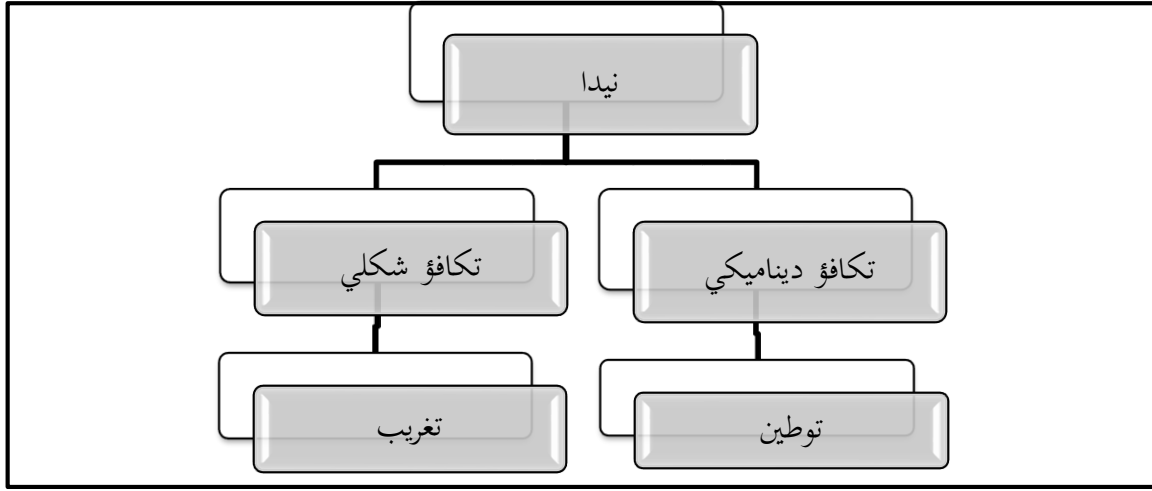 نيدا
تكافؤ ديناميكي
تكافؤ شكلي
توطين
تغريب